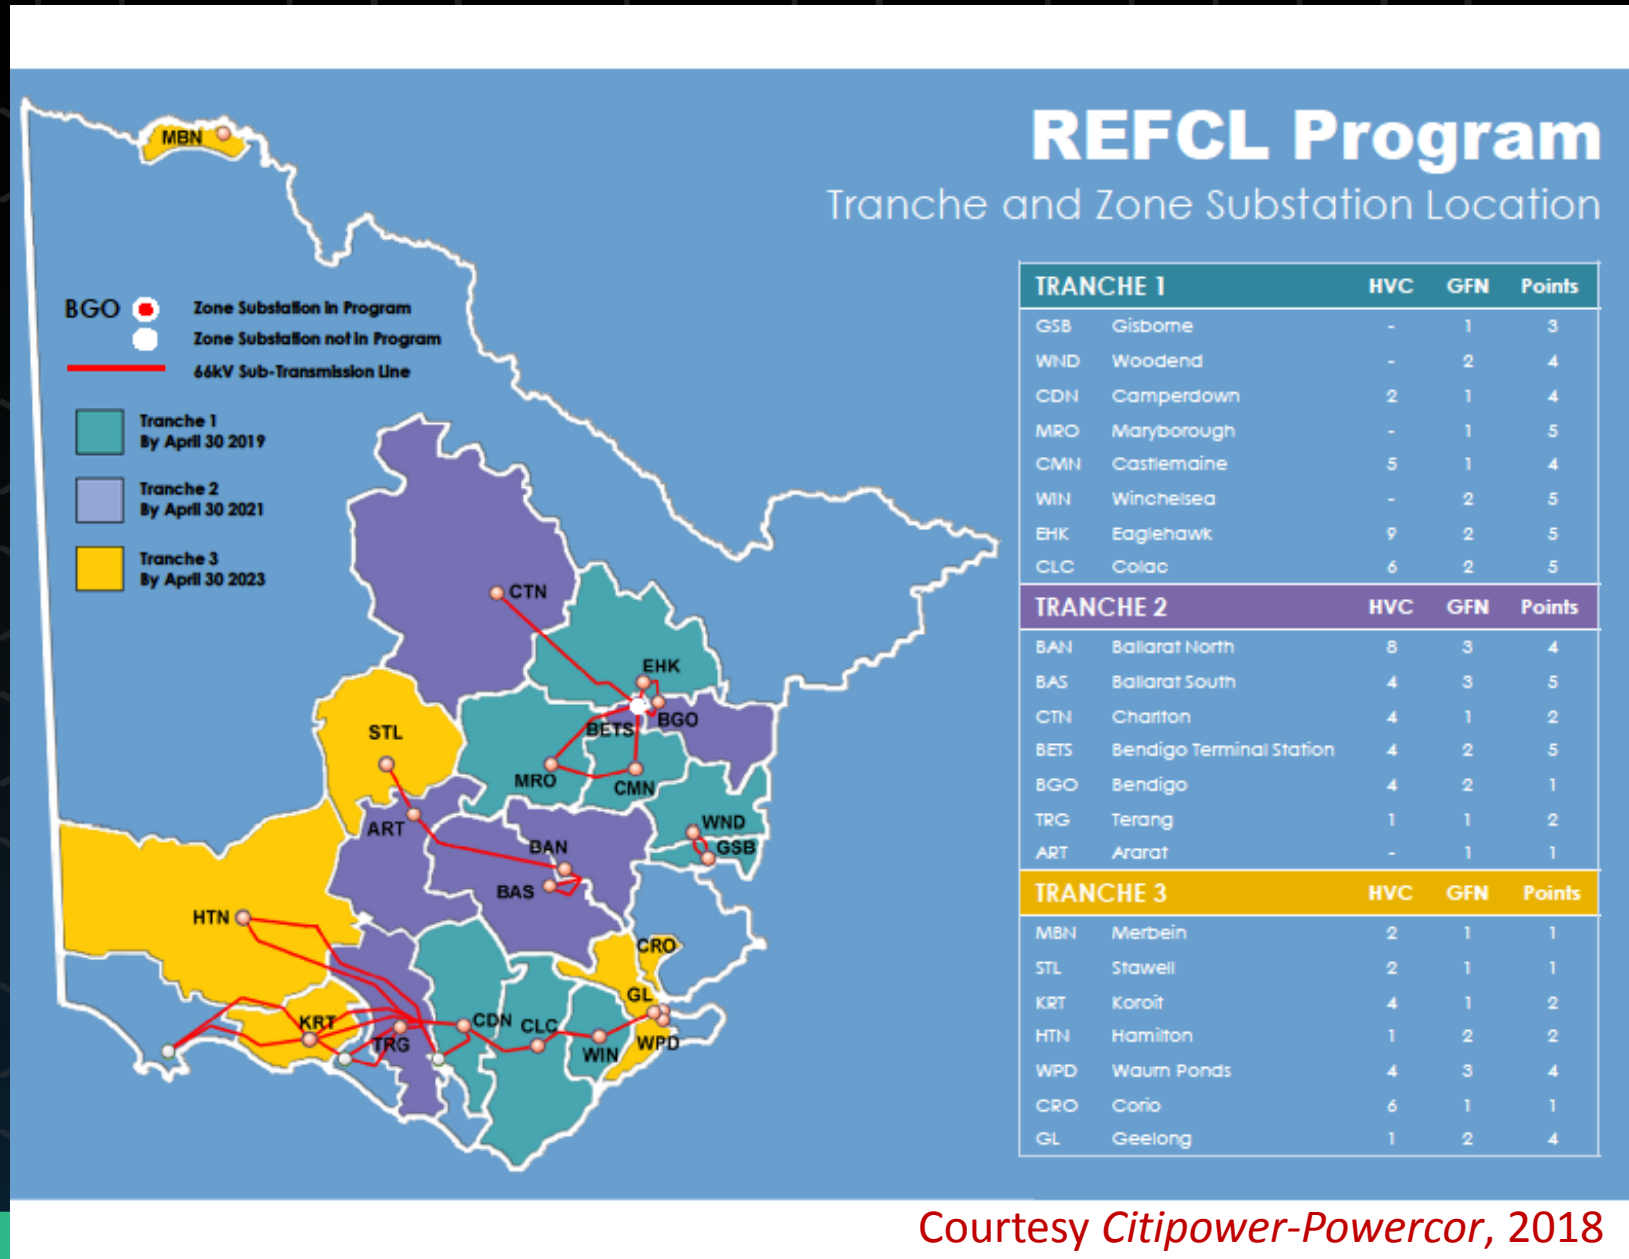 REFCL Program
Tranche and Zone Substation Location
BGO Zone Substation in Program
Zone Substation not in Program
66kV Sub-Transmission Line
Tranche 1
By April 30 2019
Tranche 2
By April 30 2021
Tranche 3
By April 30 2023
MBN
CTN
EHK
BGO
BETS
STL
MRO
CMN
ART
WND
GSB
BAN
BAS
HTN
CRO
GL
KRT
CDN
CLC
TRG
WIN
WPD
TRANCHE 1 HVC GFN Points
GSB Gisborne - 1 3
WND Woodend - 2 4
CDN Camperdown 2 1 4
MRO Maryborough - 1 5
CMN Castlemaine 5 1 4
WIN Winchelsea - 2 5
EHK Eaglehawk 9 2 5
CLC Colac 6 2 5
TRANCHE 2 HVC GFN Points
BAN Ballarat North 8 3 4
BAS Ballarat South 4 3 5
CTN Charlton 4 1 2
BETS Bendigo Terminal Station 4 2 5
BGO Bendigo 4 2 1
TRG Terang 1 1 2
ART Ararat - 1 1
TRANCHE 3 HVC GFN Points
MBN Merbein 2 1 1
STL Stawell 2 1 1
KRT Koroit 4 1 2
HTN Hamilton 1 2 2
WPD Waurn Ponds 4 3 4
CRO Corio 6 1 1
GL Geelong 1 2 4
Courtesy Citipower-Powercor, 2018